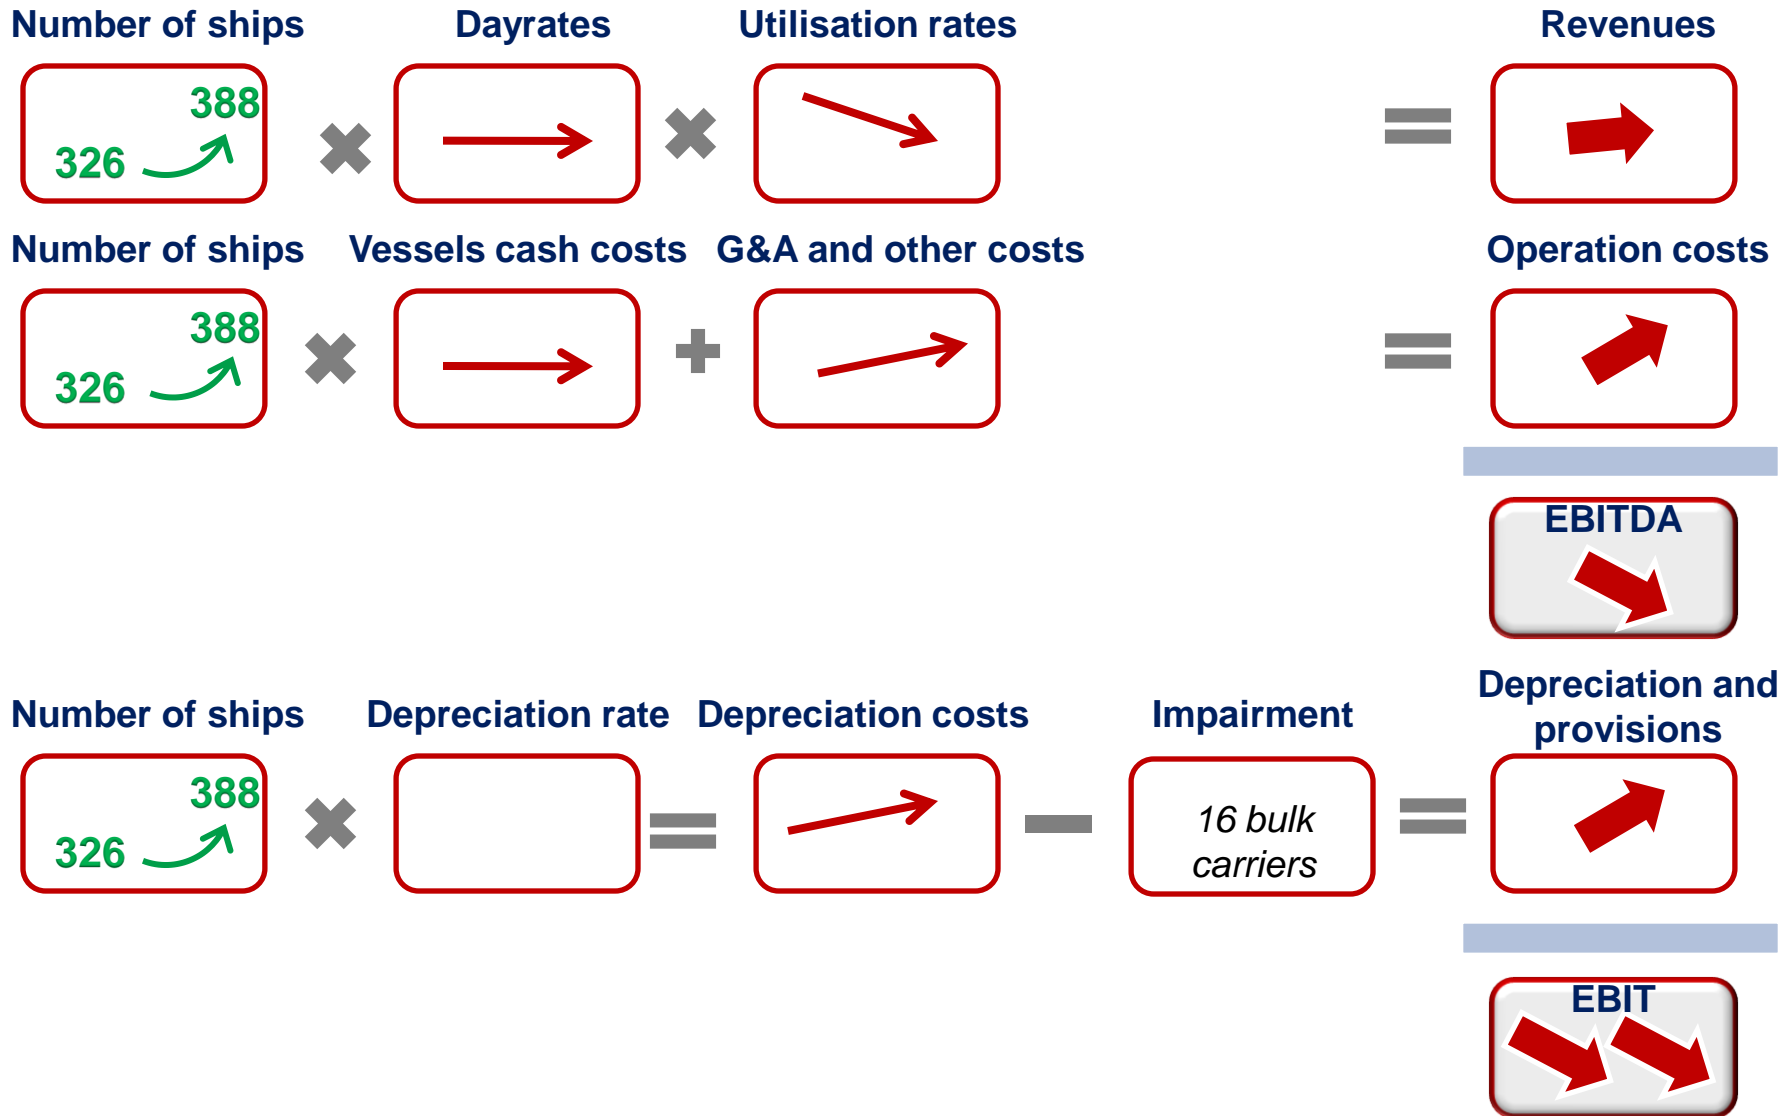 Number of ships Dayrates Utilisation rates Revenues
388
326
Number of ships Vessels cash costs G&A and other costs Operation costs
388
326
EBITDA
Number of ships Depreciation rate Depreciation costs Impairment Depreciation and
provisions
388
326
16 bulk
carriers
EBIT